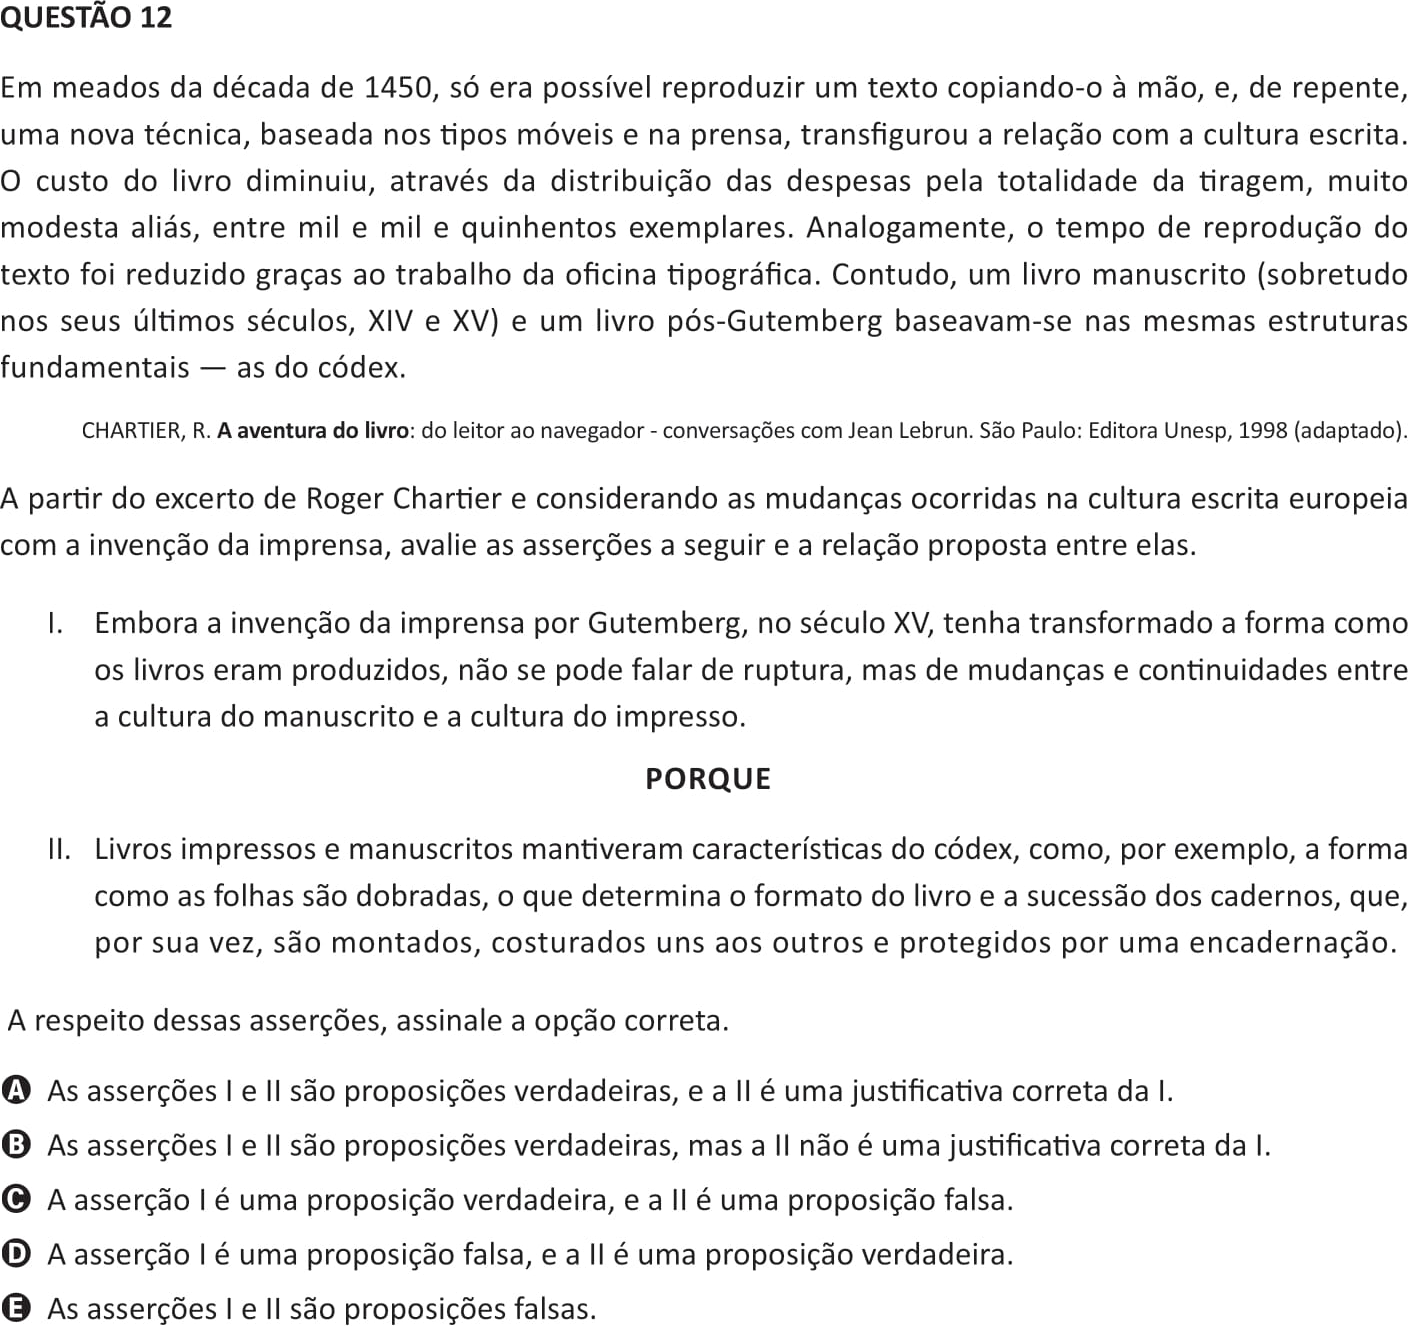 QUESTÃO 12
Em meados da década de 1450, só era possível reproduzir um texto copiando-o à mão, e, de repente,
uma nova técnica, baseada nos tipos móveis e na prensa, transfigurou a relação com a cultura escrita.
O custo do livro diminuiu, através da distribuição das despesas pela totalidade da tiragem, muito
modesta aliás, entre mil e mil e quinhentos exemplares. Analogamente, o tempo de reprodução do
texto foi reduzido graças ao trabalho da oficina tipográfica. Contudo, um livro manuscrito (sobretudo
nos seus últimos séculos, XIV e XV) e um livro pós-Gutemberg baseavam-se nas mesmas estruturas
fundamentais — as do códex.
CHARTIER, R. A aventura do livro: do leitor ao navegador - conversações com Jean Lebrun. São Paulo: Editora Unesp, 1998 (adaptado).
A partir do excerto de Roger Chartier e considerando as mudanças ocorridas na cultura escrita europeia
com a invenção da imprensa, avalie as asserções a seguir e a relação proposta entre elas.
I. Embora a invenção da imprensa por Gutemberg, no século XV, tenha transformado a forma como
os livros eram produzidos, não se pode falar de ruptura, mas de mudanças e continuidades entre
a cultura do manuscrito e a cultura do impresso.
PORQUE
II. Livros impressos e manuscritos mantiveram características do códex, como, por exemplo, a forma
como as folhas são dobradas, o que determina o formato do livro e a sucessão dos cadernos, que,
por sua vez, são montados, costurados uns aos outros e protegidos por uma encadernação.
A respeito dessas asserções, assinale a opção correta.
A As asserções I e II são proposições verdadeiras, e a II é uma justificativa correta da I.
B As asserções I e II são proposições verdadeiras, mas a II não é uma justificativa correta da I.
C A asserção I é uma proposição verdadeira, e a II é uma proposição falsa.
D A asserção I é uma proposição falsa, e a II é uma proposição verdadeira.
E As asserções I e II são proposições falsas.